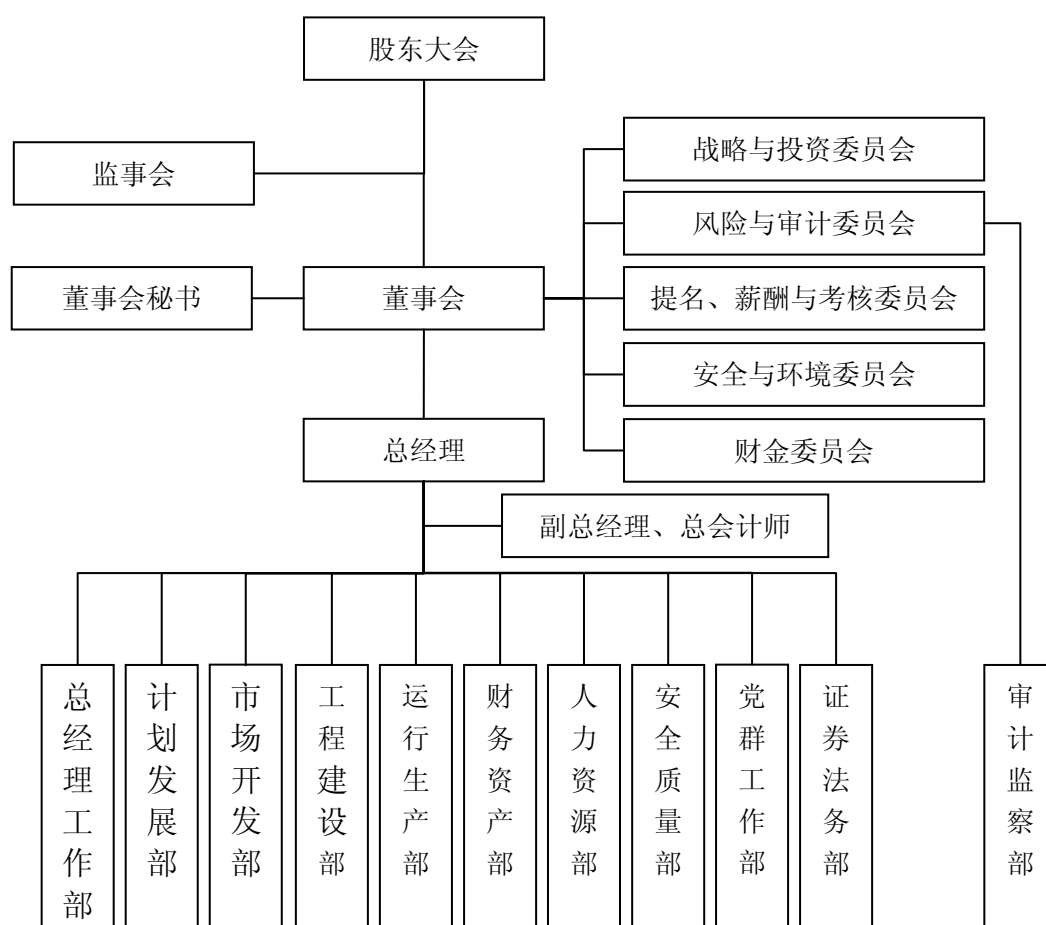 股东大会
战略与投资委员会
监事会
风险与审计委员会
董事会秘书
董事会
提名、薪酬与考核委员会
安全与环境委员会
总经理
财金委员会
副总经理、总会计师
总经理工作部
计划发展部
市场开发部
工程建设部
运行生产部
财务资产部
人力资源部
安全质量部
党群工作部
证券法务部
审计监察部